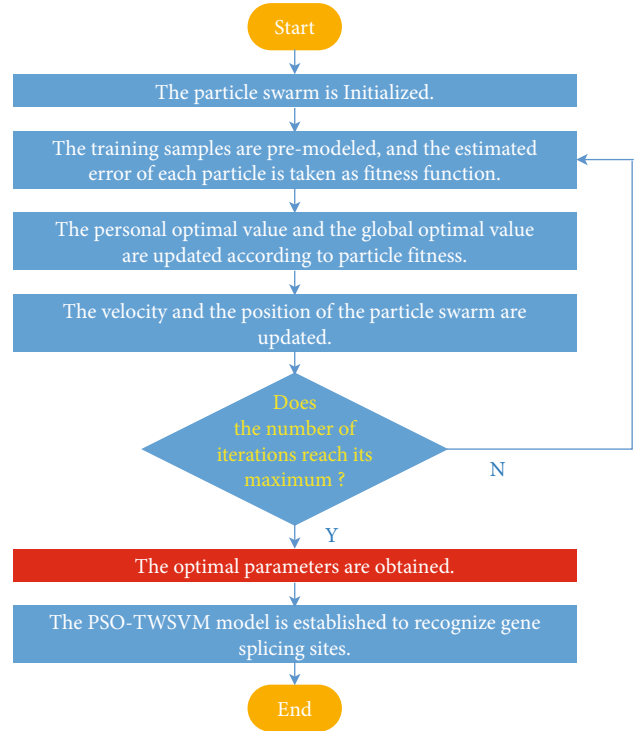 Start
The particle swarm is Initialized.
The training samples are pre-modeled, and the estimated
error of each particle is taken as fitness function.
The personal optimal value and the global optimal value
are updated according to particle fitness.
The velocity and the position of the particle swarm are
updated.
Does
the number of
iterations reach its
maximum ?
N
Y
The optimal parameters are obtained.
The PSO-TWSVM model is established to recognize gene
splicing sites.
End